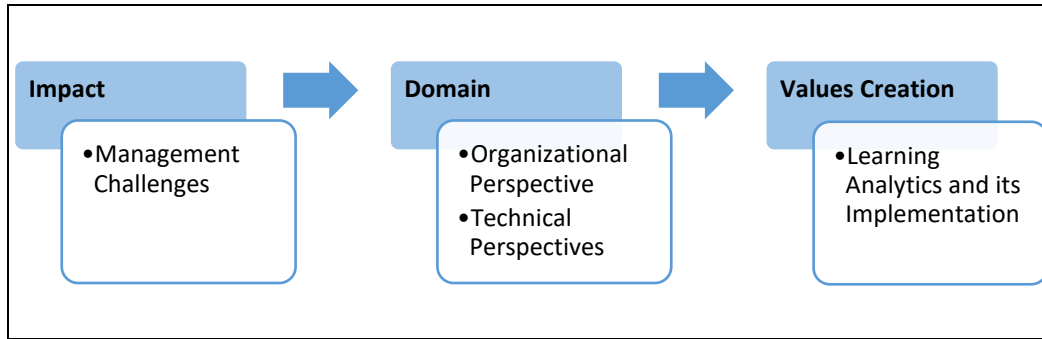 Impact
•Management
Challenges
Domain
•Organizational
Perspective
•Technical
Perspectives
Values Creation
•Learning
Analytics and its
Implementation